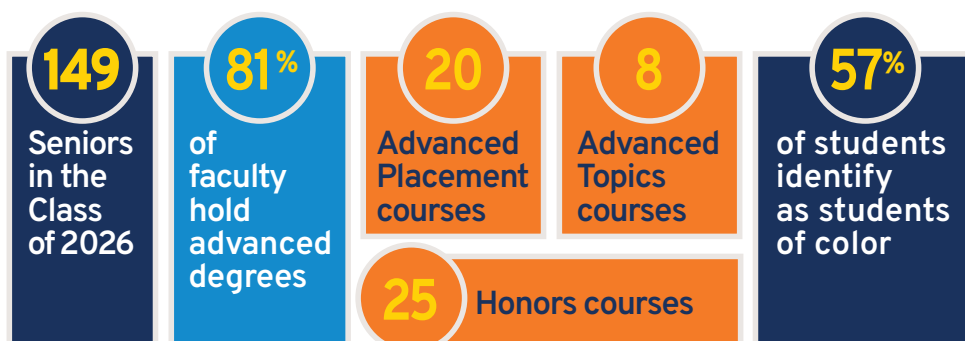 149
Seniors
in the
Class
of 2026
81%
of
faculty
hold
advanced
degrees
20
Advanced
Placement
courses
8
Advanced
Topics
courses
25
Honors courses
57%
of students
identify
as students
of color